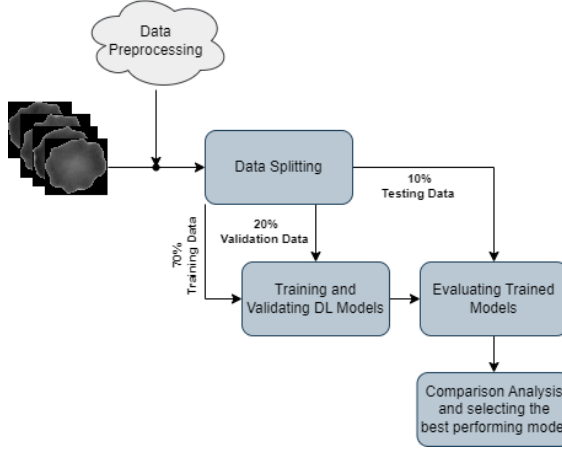 Data
Preprocessing
Data Splitting
10%
Testing Data
20%
Validation Data
70%
Training Data
Training and
Validating DL Models
Evaluating Trained
Models
Comparison Analysis
and selecting the
best performing mode